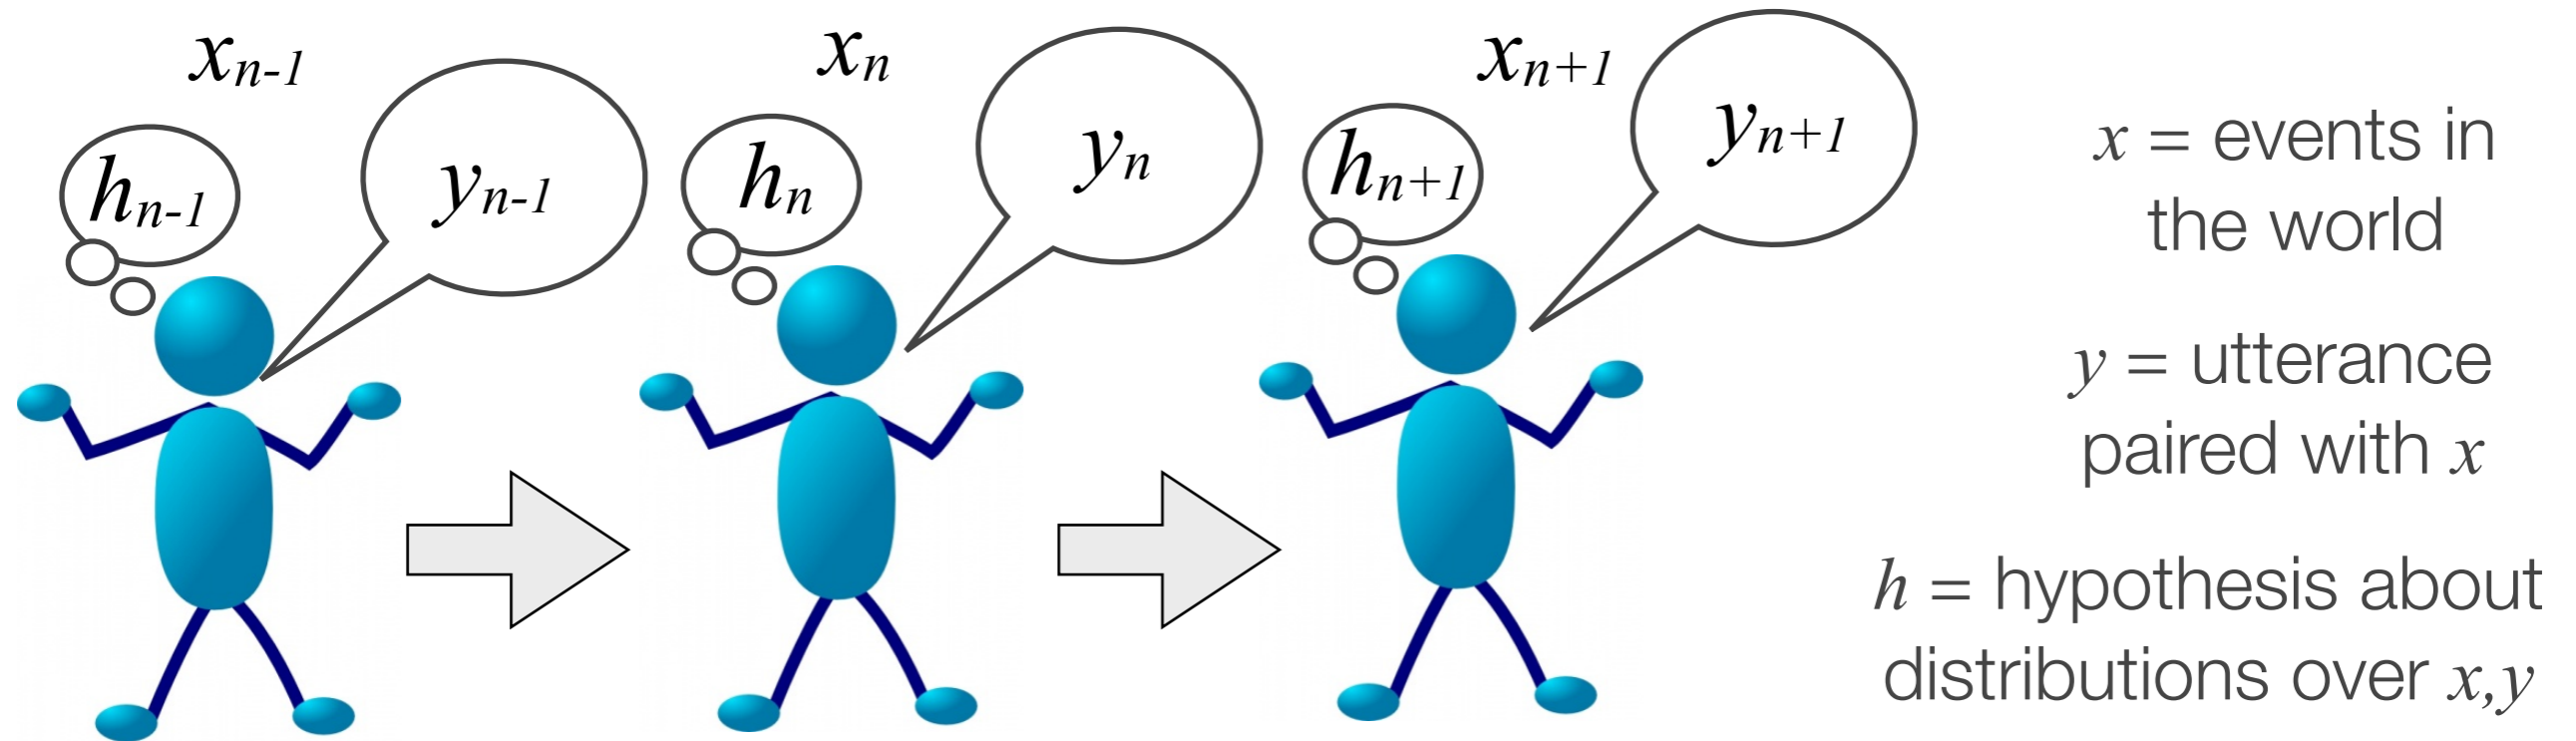 xn-1
hn-1
yn-1
xn
hn
yn
xn+1
hn+1
yn+1
x = events in
the world
y = utterance
paired with x
h = hypothesis about
distributions over x,y